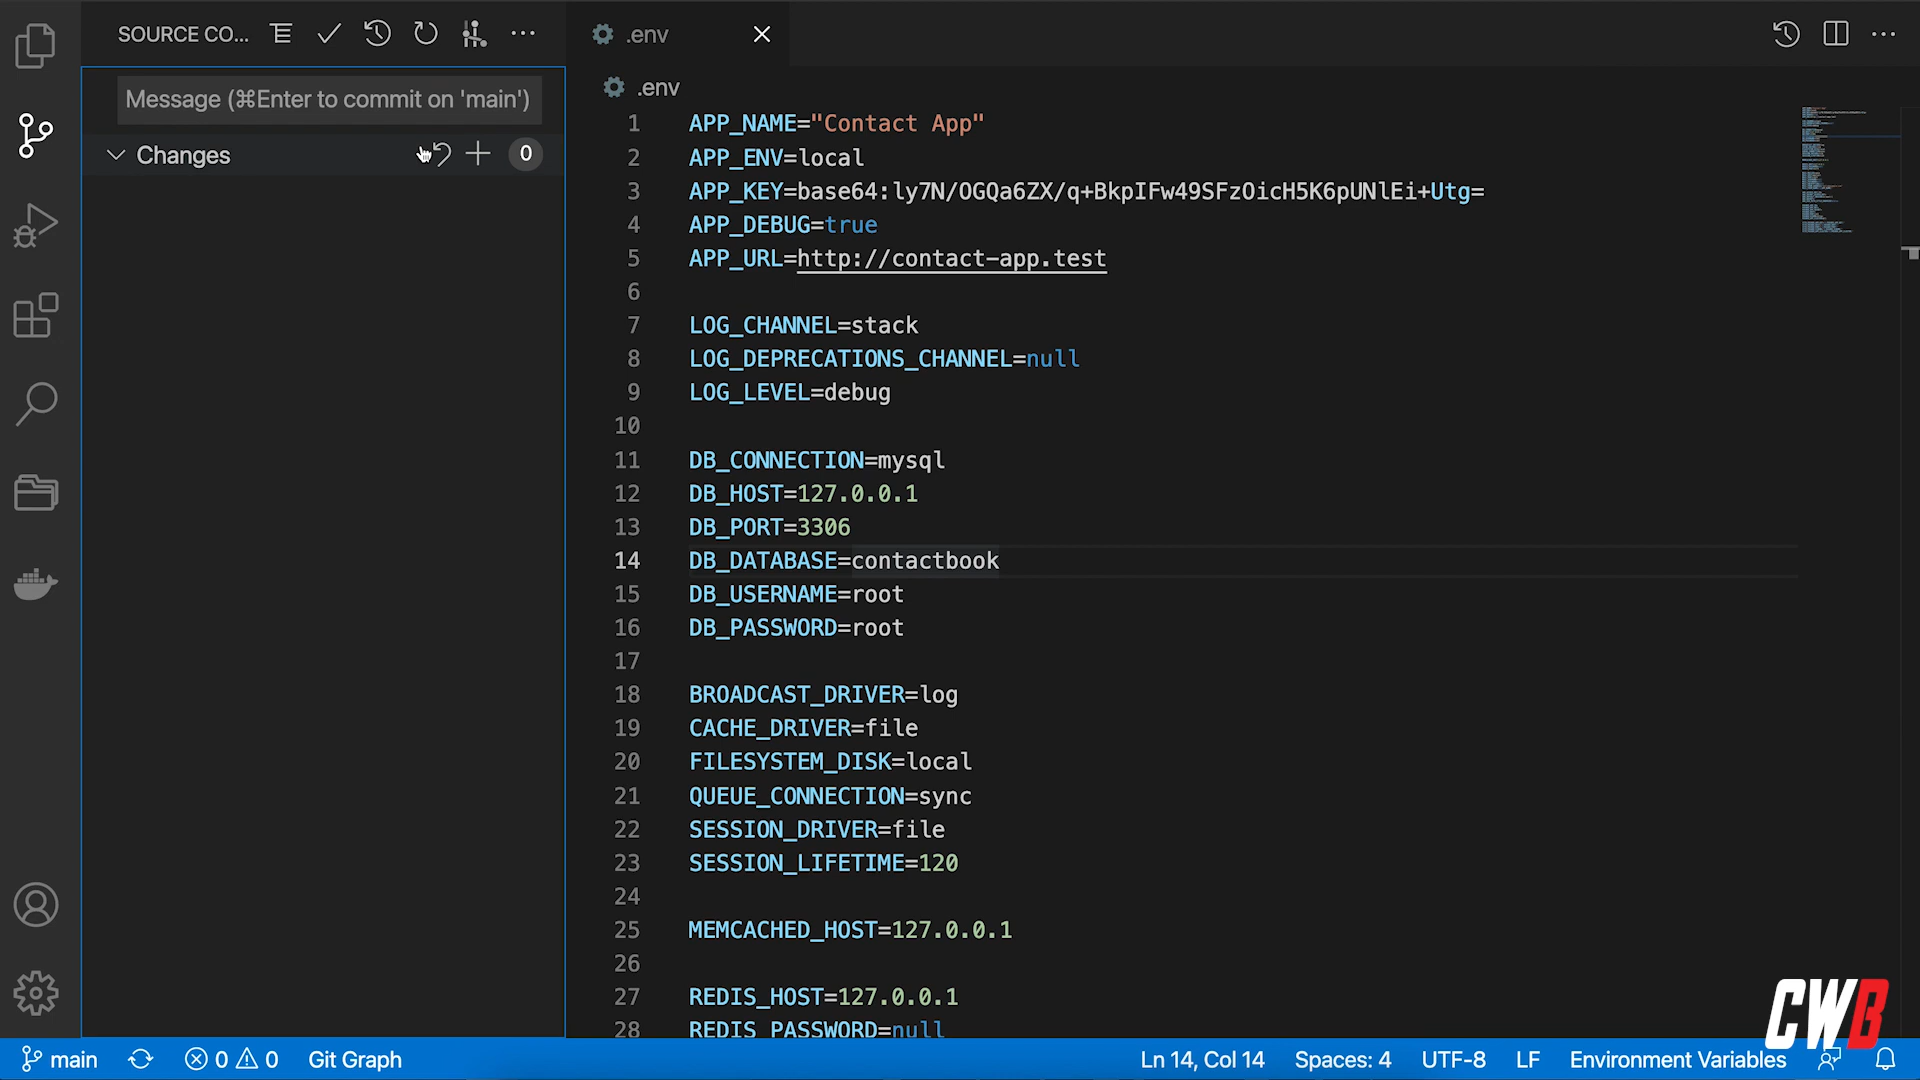 SOURCE CO...
.env
Message (⌘Enter to commit on 'main')
Changes
0
.env
1 APP_NAME="Contact App"
2 APP_ENV=local
3 APP_KEY=base64:ly7N/OGQa6ZX/q+BkpIFw49SFzOicH5K6pUNlEi+Utg=
4 APP_DEBUG=true
5 APP_URL=http://contact-app.test
6
7 LOG_CHANNEL=stack
8 LOG_DEPRECATIONS_CHANNEL=null
9 LOG_LEVEL=debug
10
11 DB_CONNECTION=mysql
12 DB_HOST=127.0.0.1
13 DB_PORT=3306
14 DB_DATABASE=contactbook
15 DB_USERNAME=root
16 DB_PASSWORD=root
17
18 BROADCAST_DRIVER=log
19 CACHE_DRIVER=file
20 FILESYSTEM_DISK=local
21 QUEUE_CONNECTION=sync
22 SESSION_DRIVER=file
23 SESSION_LIFETIME=120
24
25 MEMCACHED_HOST=127.0.0.1
26
27 REDIS_HOST=127.0.0.1
28 REDIS_PASSWORD=null
CWB
main 0 0 Git Graph Ln 14, Col 14 Spaces: 4 UTF-8 LF Environment Variables